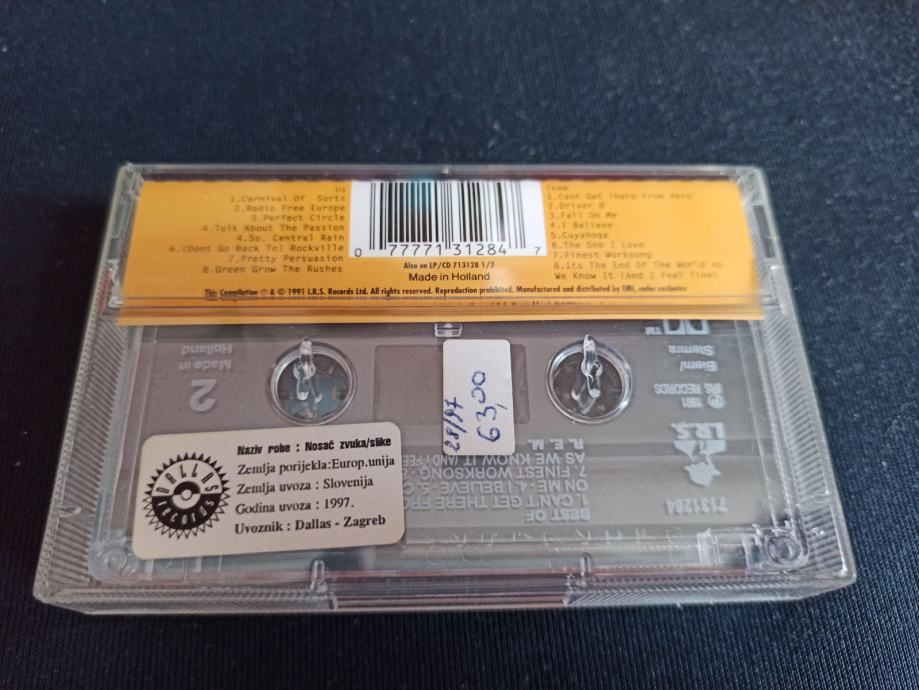 Us
1.Carnival Of Sorts
2.Radio Free Europe
3.Perfect Circle
4.Talk About The Passion
5.So. Central Rain
6.(Dont Go Back To) Rockville
7.Pretty Persuasion
8.Green Grow The Rushes
0 77771 31284 7
Also on LP/CD 713128 1/2
Made in Holland
Them
1.Cant Get There From Here
2.Driver 8
3.Fall On Me
4.I Believe
5.Cuyahoga
6.The One I Love
7.Finest Worksong
8.Its The End Of The World As
We Know It (And I Feel Fine)
This Compilation ℗ & © 1991 I.R.S. Records Ltd. All rights reserved. Reproduction prohibited. Manufactured and distributed by EMI, under exclusive
Made in
Holland
2
28/97
63,00
TM
Biem/
Stemra
℗ 1991
IRS RECORDS
I.R.S.
7131284
BEST OF
1. CAN'T GET THERE FRO
ON ME · 4. I BELIEVE · 5. C
7. FINEST WORKSONG ·
AS WE KNOW IT (AND I FEE
R. E. M.
DALLAS
RECORDS
Naziv robe : Nosač zvuka/slike
Zemlja porijekla:Europ.unija
Zemlja uvoza : Slovenija
Godina uvoza : 1997.
Uvoznik : Dallas - Zagreb